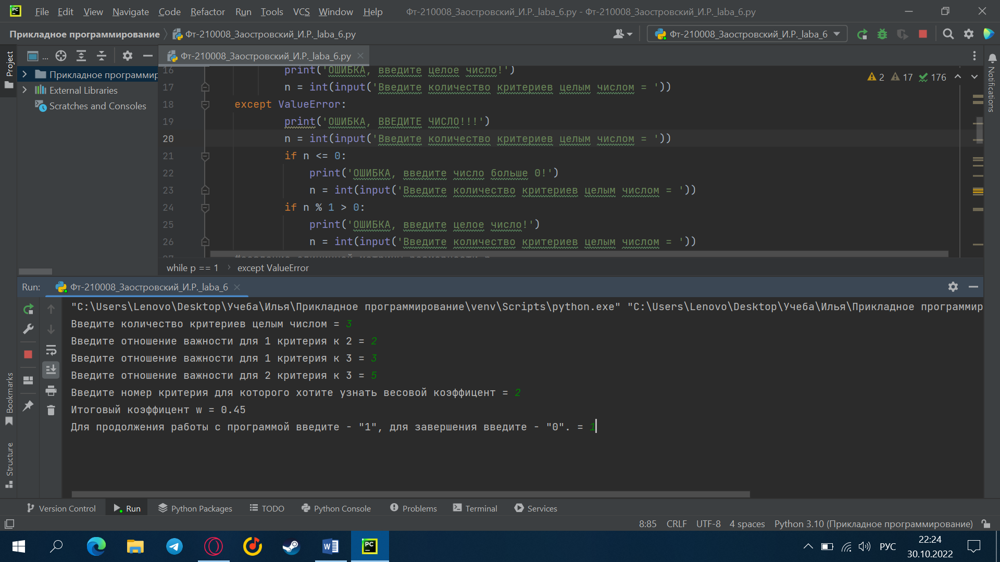 File Edit View Navigate Code Refactor Run Tools VCS Window Help Фт-210008_Заостровский_И.Р._laba_6.py - Фт-210008_Заостровский_И.Р._laba_6.py
Прикладное программирование Фт-210008_Заостровский_И.Р._laba_6.py Фт-210008_Заостровский_И.Р._laba_6
Project ... Фт-210008_Заостровский_И.Р._laba_6.py
Прикладное программир
External Libraries
Scratches and Consoles
2 17 176
Notifications
16 print('ОШИБКА, введите целое число!')
17 n = int(input('Введите количество критериев целым числом = '))
18 except ValueError:
19 print('ОШИБКА, ВВЕДИТЕ ЧИСЛО!!!')
20 n = int(input('Введите количество критериев целым числом = '))
21 if n <= 0:
22 print('ОШИБКА, введите число больше 0!')
23 n = int(input('Введите количество критериев целым числом = '))
24 if n % 1 > 0:
25 print('ОШИБКА, введите целое число!')
26 n = int(input('Введите количество критериев целым числом = '))
while p == 1 except ValueError
Run: Фт-210008_Заостровский_И.Р._laba_6
"C:\Users\Lenovo\Desktop\Учеба\Илья\Прикладное программирование\venv\Scripts\python.exe" "C:\Users\Lenovo\Desktop\Учеба\Илья\Прикладное программир
Введите количество критериев целым числом = 3
Введите отношение важности для 1 критерия к 2 = 2
Введите отношение важности для 1 критерия к 3 = 3
Введите отношение важности для 2 критерия к 3 = 5
Введите номер критерия для которого хотите узнать весовой коэффицент = 2
Итоговый коэффицент w = 0.45
Для продолжения работы с программой введите - "1", для завершения введите - "0". = 1
Bookmarks
Structure
Version Control Run Python Packages TODO Python Console Problems Terminal Services
8:85 CRLF UTF-8 4 spaces Python 3.10 (Прикладное программирование)
РУС 22:24
30.10.2022